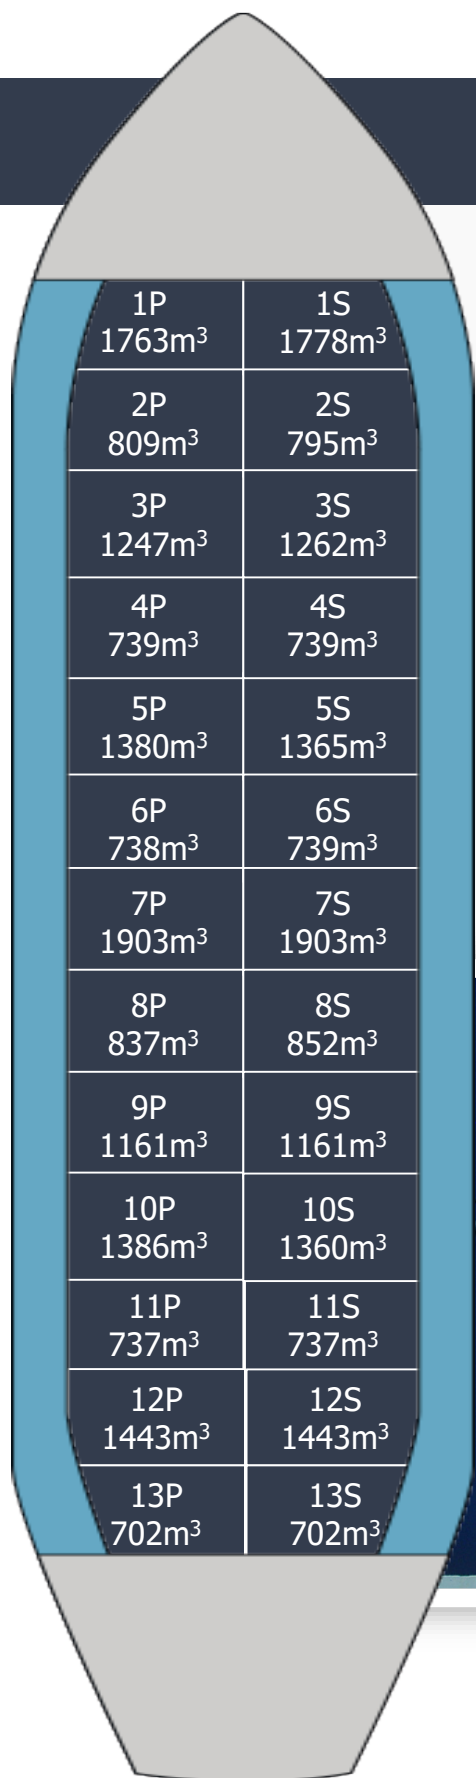 1P 1S
1763m³ 1778m³
2P 2S
809m³ 795m³
3P 3S
1247m³ 1262m³
4P 4S
739m³ 739m³
5P 5S
1380m³ 1365m³
6P 6S
738m³ 739m³
7P 7S
1903m³ 1903m³
8P 8S
837m³ 852m³
9P 9S
1161m³ 1161m³
10P 10S
1386m³ 1360m³
11P 11S
737m³ 737m³
12P 12S
1443m³ 1443m³
13P 13S
702m³ 702m³